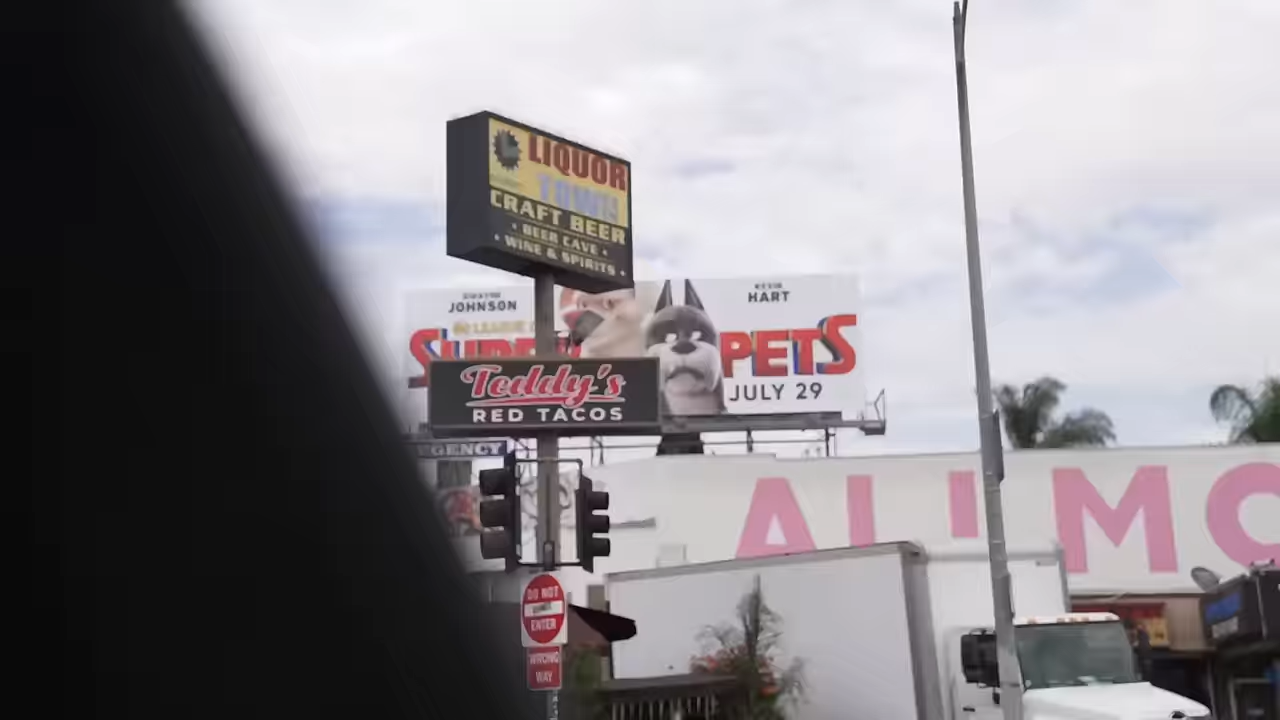 LIQUOR
TOWN
CRAFT BEER
• BEER CAVE •
• WINE & SPIRITS •
JOHNSON
KEVIN
HART
PETS
JULY 29
Teddy's
RED TACOS
DO NOT
ENTER
WRONG
WAY